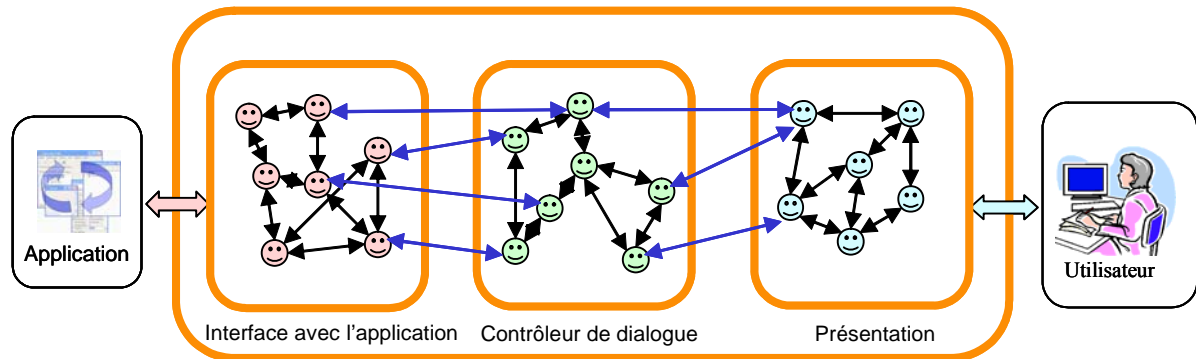 Application
Utilisateur
Interface avec l'application
Contrôleur de dialogue
Présentation